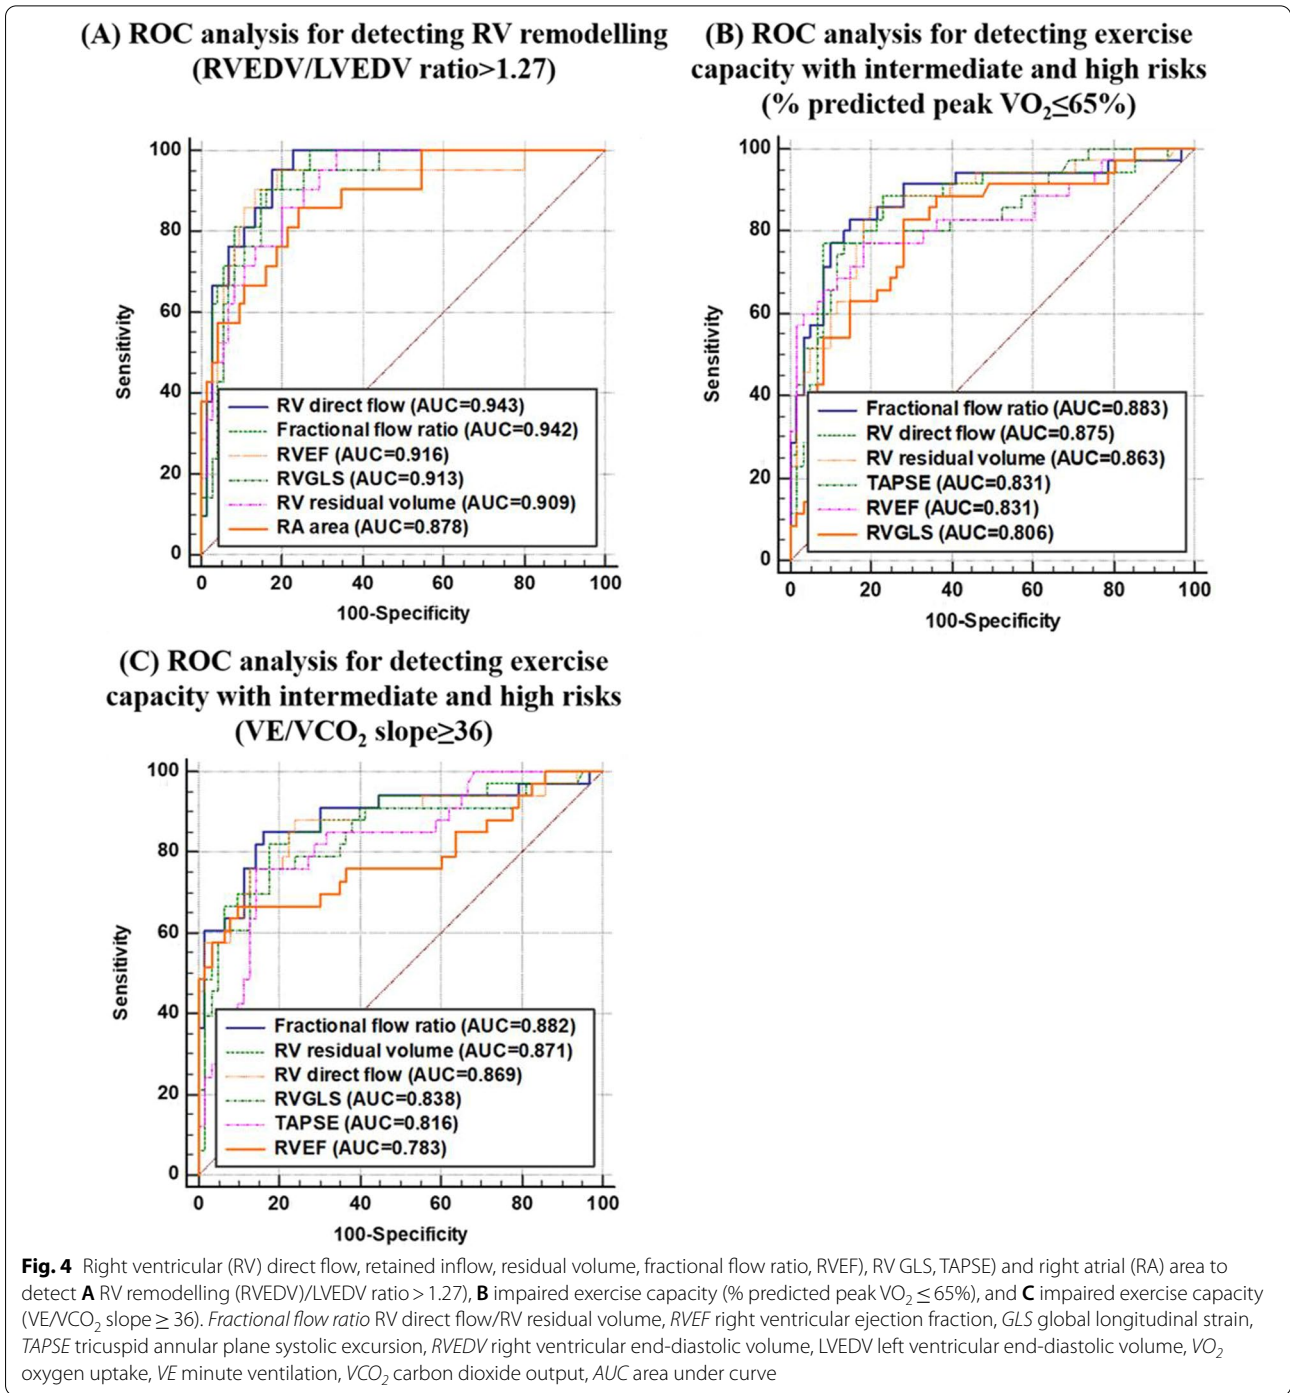 (A) ROC analysis for detecting RV remodelling
(RVEDV/LVEDV ratio>1.27)
100
80
60
40
20
0
Sensitivity
RV direct flow (AUC=0.943)
Fractional flow ratio (AUC=0.942)
RVEF (AUC=0.916)
RVGLS (AUC=0.913)
RV residual volume (AUC=0.909)
RA area (AUC=0.878)
0 20 40 60 80 100
100-Specificity
(B) ROC analysis for detecting exercise
capacity with intermediate and high risks
(% predicted peak VO2≤65%)
100
80
60
40
20
0
Sensitivity
Fractional flow ratio (AUC=0.883)
RV direct flow (AUC=0.875)
RV residual volume (AUC=0.863)
TAPSE (AUC=0.831)
RVEF (AUC=0.831)
RVGLS (AUC=0.806)
0 20 40 60 80 100
100-Specificity
(C) ROC analysis for detecting exercise
capacity with intermediate and high risks
(VE/VCO2 slope≥36)
100
80
60
40
20
0
Sensitivity
Fractional flow ratio (AUC=0.882)
RV residual volume (AUC=0.871)
RV direct flow (AUC=0.869)
RVGLS (AUC=0.838)
TAPSE (AUC=0.816)
RVEF (AUC=0.783)
0 20 40 60 80 100
100-Specificity
Fig. 4 Right ventricular (RV) direct flow, retained inflow, residual volume, fractional flow ratio, RVEF), RV GLS, TAPSE) and right atrial (RA) area to
detect A RV remodelling (RVEDV)/LVEDV ratio > 1.27), B impaired exercise capacity (% predicted peak VO2 ≤ 65%), and C impaired exercise capacity
(VE/VCO2 slope ≥ 36). Fractional flow ratio RV direct flow/RV residual volume, RVEF right ventricular ejection fraction, GLS global longitudinal strain,
TAPSE tricuspid annular plane systolic excursion, RVEDV right ventricular end-diastolic volume, LVEDV left ventricular end-diastolic volume, VO2
oxygen uptake, VE minute ventilation, VCO2 carbon dioxide output, AUC area under curve